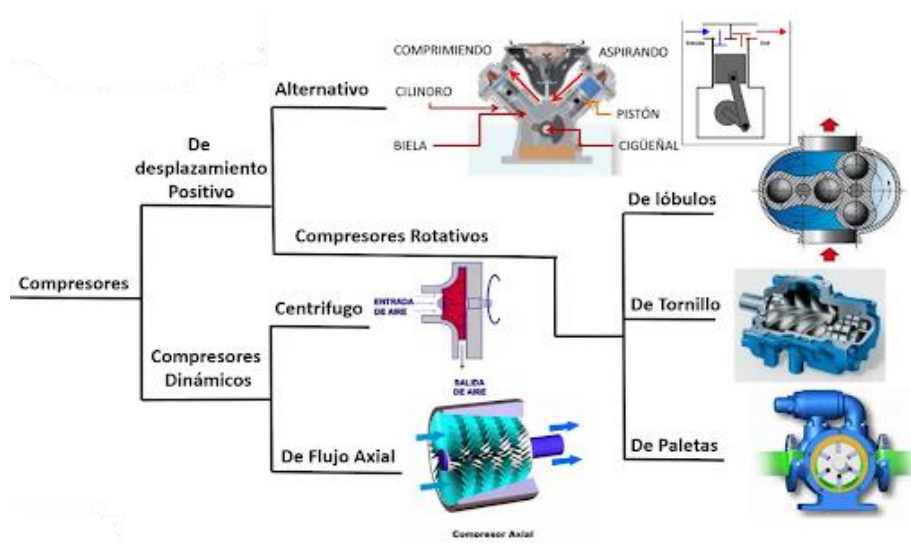 Compresores
De
desplazamiento
Positivo
Alternativo
COMPRIMIENDO
ASPIRANDO
CILINDRO
PISTÓN
BIELA
CIGÜEÑAL
Compresores Rotativos
De lóbulos
De Tornillo
De Paletas
Compresores
Dinámicos
Centrifugo
ENTRADA
DE AIRE
SALIDA
DE AIRE
De Flujo Axial
Compresor Axial